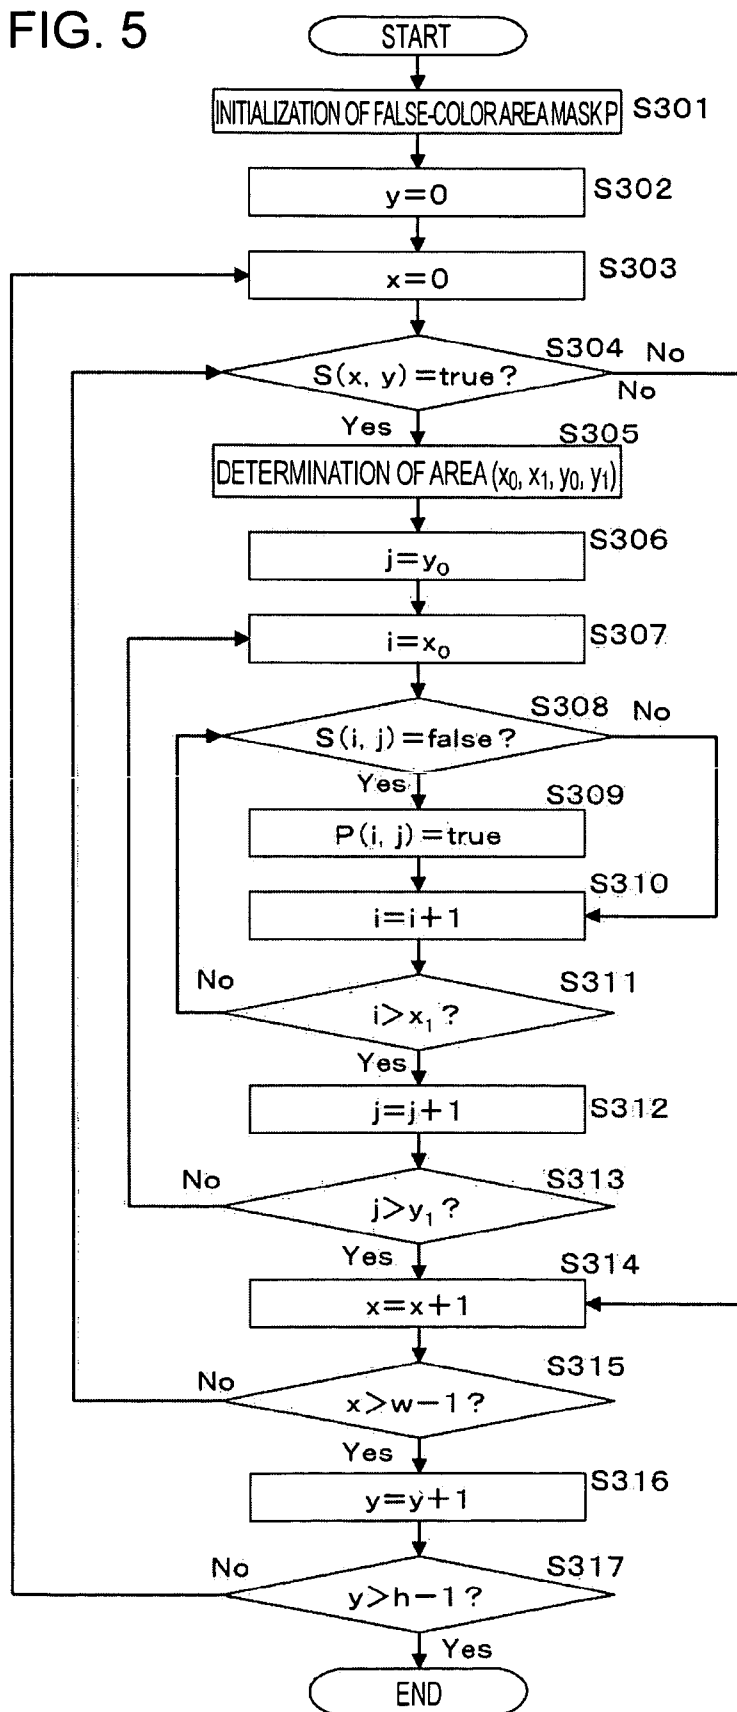 FIG. 5
START
INITIALIZATION OF FALSE-COLOR AREA MASK P
S301
y=0
S302
x=0
S303
S(x, y)=true?
S304
No
No
Yes
S305
DETERMINATION OF AREA (x₀, x₁, y₀, y₁)
j=y₀
S306
i=x₀
S307
S(i, j)=false?
S308
No
Yes
S309
P(i, j)=true
i=i+1
S310
No
i>x₁?
S311
Yes
j=j+1
S312
No
j>y₁?
S313
Yes
x=x+1
S314
No
x>w-1?
S315
Yes
y=y+1
S316
No
y>h-1?
S317
Yes
END